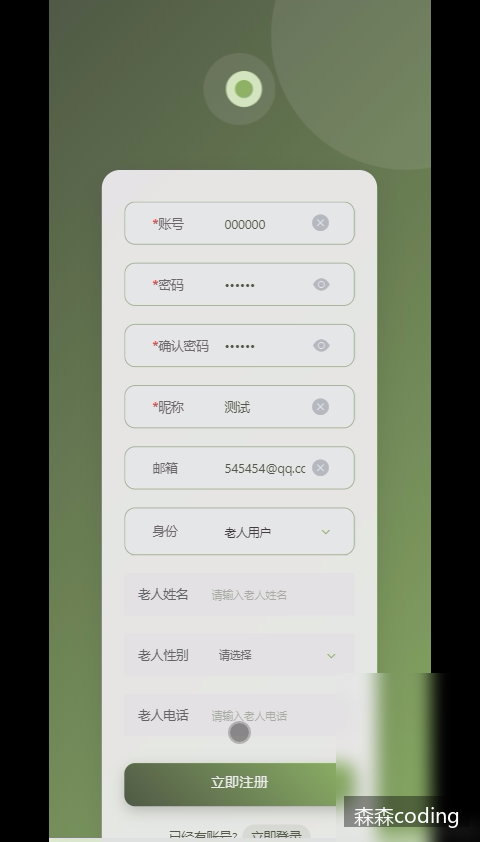 *账号 000000
*密码 ••••••
*确认密码 ••••••
*昵称 测试
邮箱 545454@qq.cc
身份 老人用户
老人姓名 请输入老人姓名
老人性别 请选择
老人电话 请输入老人电话
立即注册
已经有账号? 立即登录
森森coding